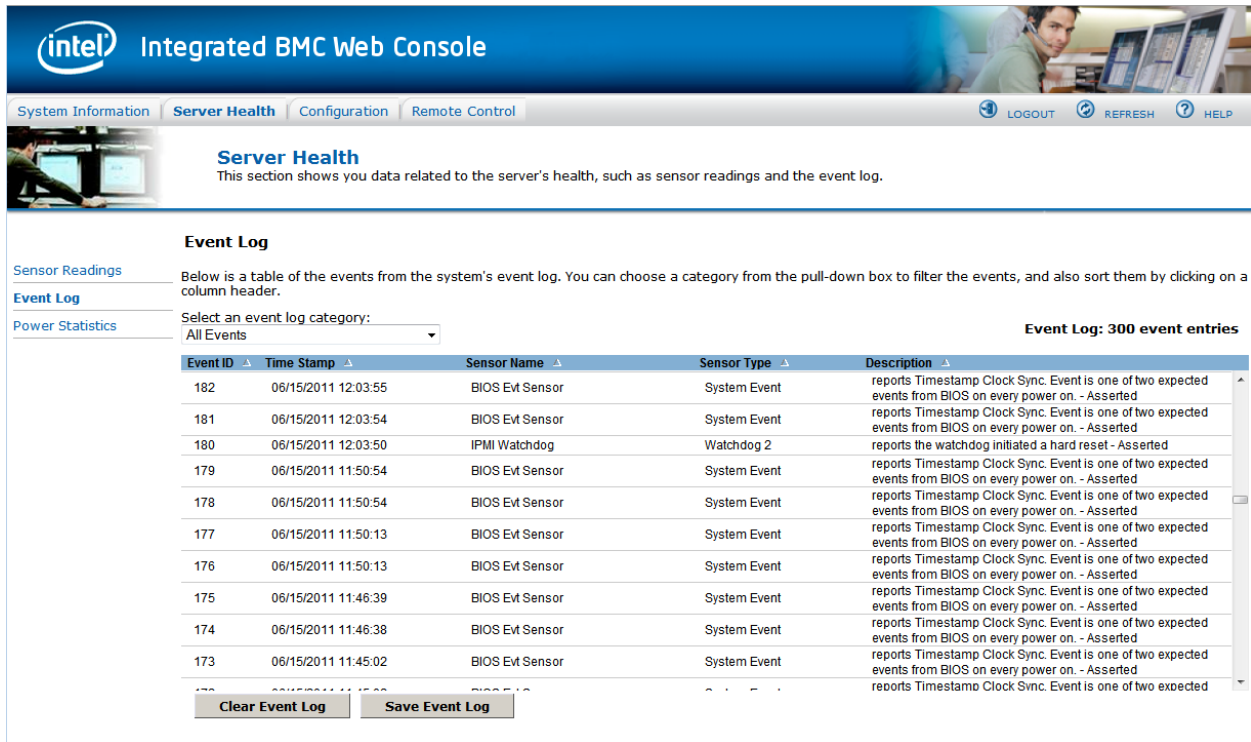 intel Integrated BMC Web Console
System Information Server Health Configuration Remote Control LOGOUT REFRESH HELP
Server Health
This section shows you data related to the server's health, such as sensor readings and the event log.
Sensor Readings
Event Log
Power Statistics
Event Log
Below is a table of the events from the system's event log. You can choose a category from the pull-down box to filter the events, and also sort them by clicking on a
column header.
Select an event log category:
All Events
Event Log: 300 event entries
Event ID Time Stamp Sensor Name Sensor Type Description
182 06/15/2011 12:03:55 BIOS Evt Sensor System Event reports Timestamp Clock Sync. Event is one of two expected
events from BIOS on every power on. - Asserted
181 06/15/2011 12:03:54 BIOS Evt Sensor System Event reports Timestamp Clock Sync. Event is one of two expected
events from BIOS on every power on. - Asserted
180 06/15/2011 12:03:50 IPMI Watchdog Watchdog 2 reports the watchdog initiated a hard reset - Asserted
179 06/15/2011 11:50:54 BIOS Evt Sensor System Event reports Timestamp Clock Sync. Event is one of two expected
events from BIOS on every power on. - Asserted
178 06/15/2011 11:50:54 BIOS Evt Sensor System Event reports Timestamp Clock Sync. Event is one of two expected
events from BIOS on every power on. - Asserted
177 06/15/2011 11:50:13 BIOS Evt Sensor System Event reports Timestamp Clock Sync. Event is one of two expected
events from BIOS on every power on. - Asserted
176 06/15/2011 11:50:13 BIOS Evt Sensor System Event reports Timestamp Clock Sync. Event is one of two expected
events from BIOS on every power on. - Asserted
175 06/15/2011 11:46:39 BIOS Evt Sensor System Event reports Timestamp Clock Sync. Event is one of two expected
events from BIOS on every power on. - Asserted
174 06/15/2011 11:46:38 BIOS Evt Sensor System Event reports Timestamp Clock Sync. Event is one of two expected
events from BIOS on every power on. - Asserted
173 06/15/2011 11:45:02 BIOS Evt Sensor System Event reports Timestamp Clock Sync. Event is one of two expected
events from BIOS on every power on. - Asserted
reports Timestamp Clock Sync. Event is one of two expected
Clear Event Log Save Event Log